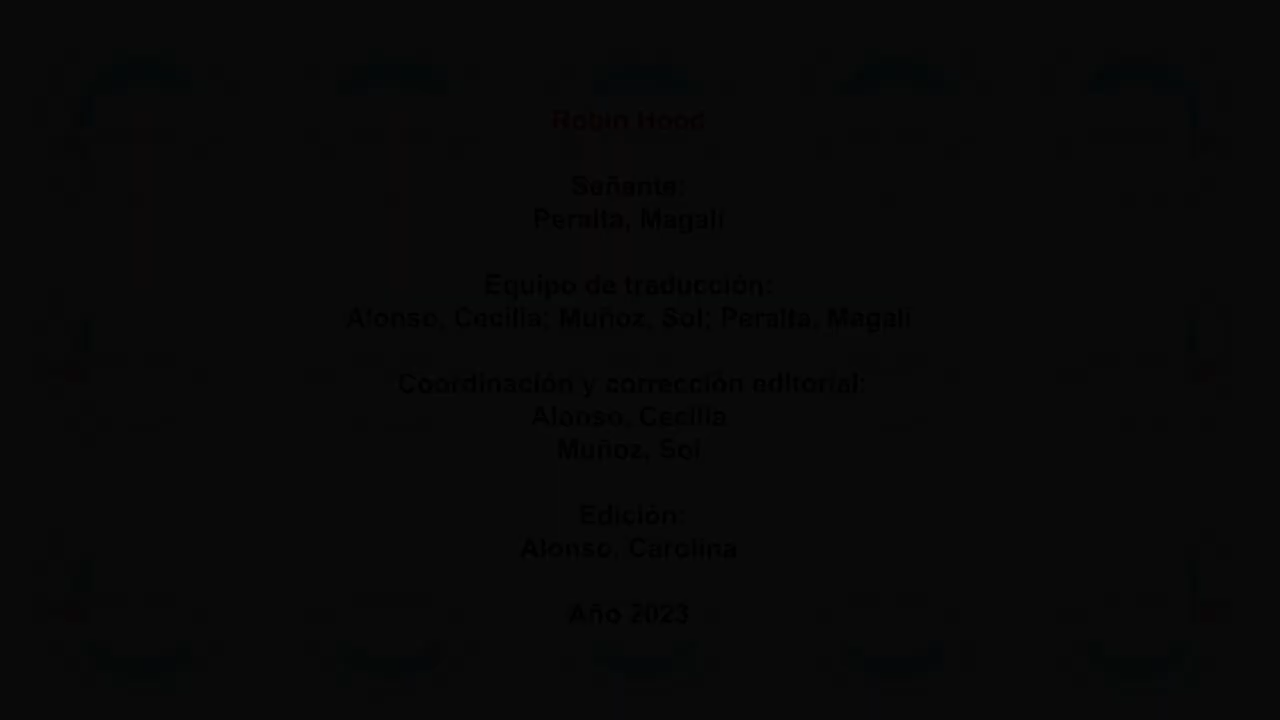 Robin Hood
Señante:
Peralta, Magalí
Equipo de traducción:
Alonso, Cecilia; Muñoz, Sol; Peralta, Magalí
Coordinación y corrección editorial:
Alonso, Cecilia
Muñoz, Sol
Edición:
Alonso, Carolina
Año 2023